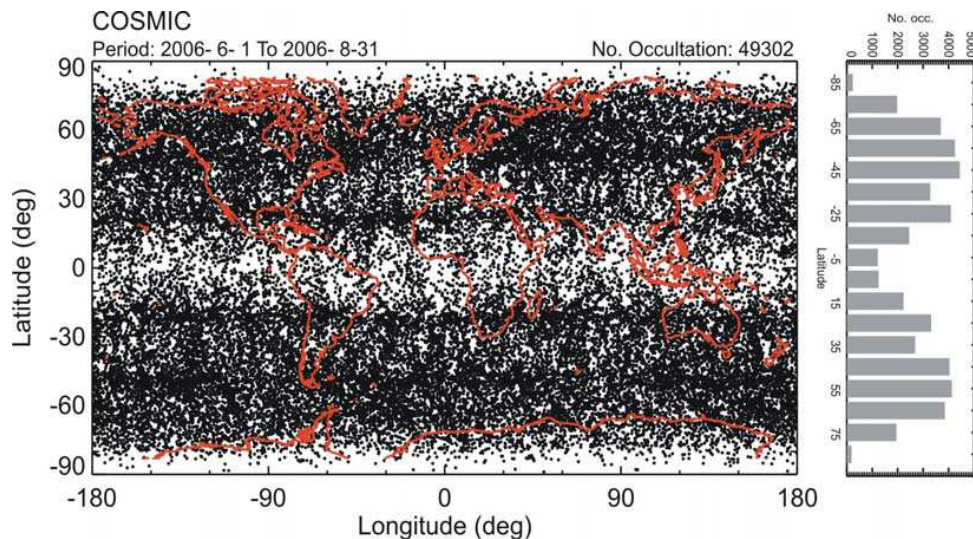 COSMIC
Period: 2006- 6- 1 To 2006- 8-31 No. Occultation: 49302
90
60
30
0
-30
-60
-90
Latitude (deg)
-180 -90 0 90 180
Longitude (deg)
No. occ.
0 1000 2000 3000 4000 5000
-85
-65
-45
-25
-5
15
35
55
75
Latitude